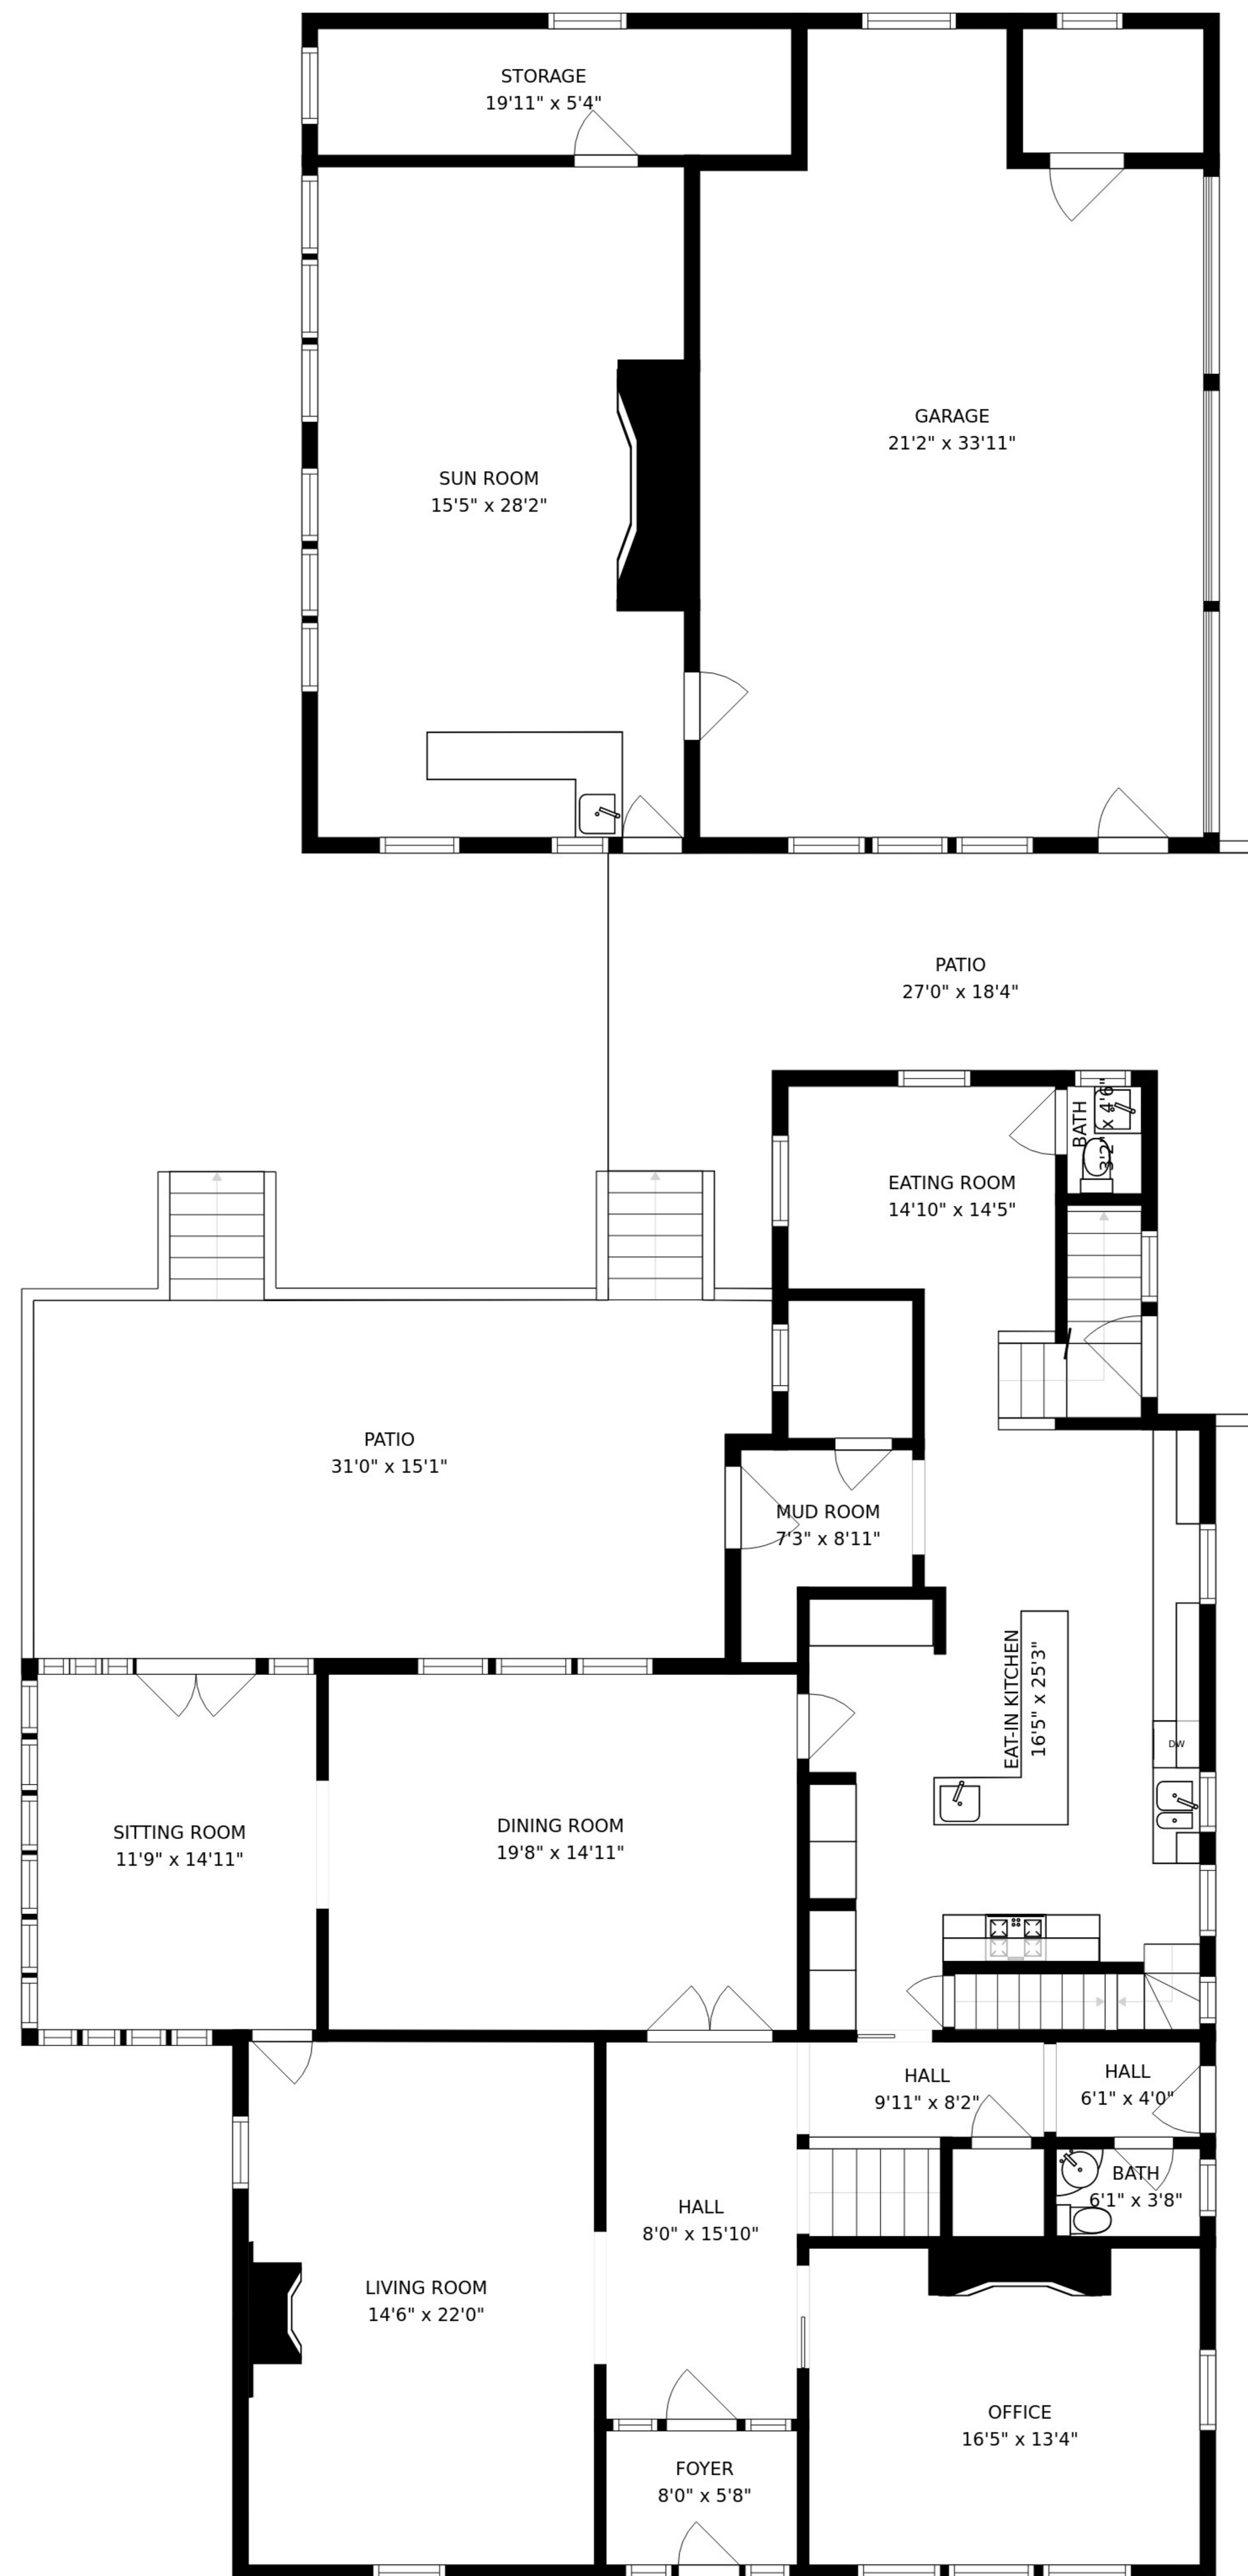 STORAGE
19'11" x 5'4"
GARAGE
21'2" x 33'11"
SUN ROOM
15'5" x 28'2"
PATIO
27'0" x 18'4"
BATH
3'2" x 4'6"
EATING ROOM
14'10" x 14'5"
PATIO
31'0" x 15'1"
MUD ROOM
7'3" x 8'11"
EAT-IN KITCHEN
16'5" x 25'3"
DW
SITTING ROOM
11'9" x 14'11"
DINING ROOM
19'8" x 14'11"
HALL
9'11" x 8'2"
HALL
6'1" x 4'0"
BATH
6'1" x 3'8"
HALL
8'0" x 15'10"
LIVING ROOM
14'6" x 22'0"
OFFICE
16'5" x 13'4"
FOYER
8'0" x 5'8"